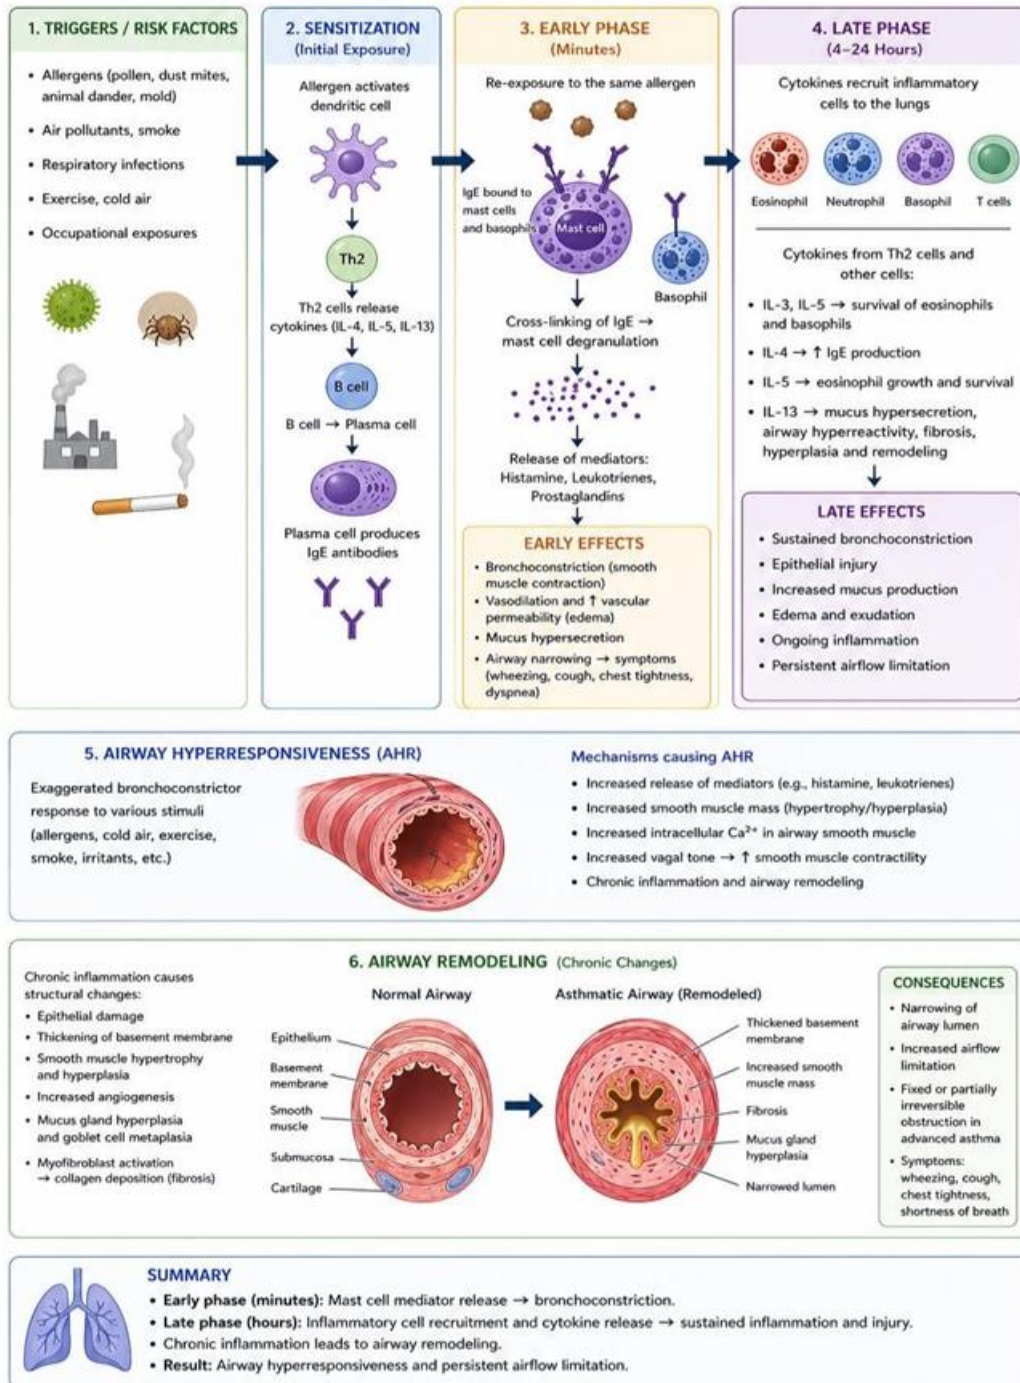 1. TRIGGERS / RISK FACTORS
• Allergens (pollen, dust mites,
animal dander, mold)
• Air pollutants, smoke
• Respiratory infections
• Exercise, cold air
• Occupational exposures
2. SENSITIZATION
(Initial Exposure)
Allergen activates
dendritic cell
Th2
Th2 cells release
cytokines (IL-4, IL-5, IL-13)
B cell
B cell → Plasma cell
Plasma cell produces
IgE antibodies
3. EARLY PHASE
(Minutes)
Re-exposure to the same allergen
IgE bound to
mast cells
and basophils
Mast cell
Basophil
Cross-linking of IgE →
mast cell degranulation
Release of mediators:
Histamine, Leukotrienes,
Prostaglandins
EARLY EFFECTS
• Bronchoconstriction (smooth
muscle contraction)
• Vasodilation and ↑ vascular
permeability (edema)
• Mucus hypersecretion
• Airway narrowing → symptoms
(wheezing, cough, chest tightness,
dyspnea)
4. LATE PHASE
(4–24 Hours)
Cytokines recruit inflammatory
cells to the lungs
Eosinophil Neutrophil Basophil T cells
Cytokines from Th2 cells and
other cells:
• IL-3, IL-5 → survival of eosinophils
and basophils
• IL-4 → ↑ IgE production
• IL-5 → eosinophil growth and survival
• IL-13 → mucus hypersecretion,
airway hyperreactivity, fibrosis,
hyperplasia and remodeling
LATE EFFECTS
• Sustained bronchoconstriction
• Epithelial injury
• Increased mucus production
• Edema and exudation
• Ongoing inflammation
• Persistent airflow limitation
5. AIRWAY HYPERRESPONSIVENESS (AHR)
Exaggerated bronchoconstrictor
response to various stimuli
(allergens, cold air, exercise,
smoke, irritants, etc.)
Mechanisms causing AHR
• Increased release of mediators (e.g., histamine, leukotrienes)
• Increased smooth muscle mass (hypertrophy/hyperplasia)
• Increased intracellular Ca²⁺ in airway smooth muscle
• Increased vagal tone → ↑ smooth muscle contractility
• Chronic inflammation and airway remodeling
6. AIRWAY REMODELING (Chronic Changes)
Chronic inflammation causes
structural changes:
• Epithelial damage
• Thickening of basement membrane
• Smooth muscle hypertrophy
and hyperplasia
• Increased angiogenesis
• Mucus gland hyperplasia
and goblet cell metaplasia
• Myofibroblast activation
→ collagen deposition (fibrosis)
Normal Airway
Epithelium
Basement
membrane
Smooth
muscle
Submucosa
Cartilage
Asthmatic Airway (Remodeled)
Thickened basement
membrane
Increased smooth
muscle mass
Fibrosis
Mucus gland
hyperplasia
Narrowed lumen
CONSEQUENCES
• Narrowing of
airway lumen
• Increased airflow
limitation
• Fixed or partially
irreversible
obstruction in
advanced asthma
• Symptoms:
wheezing, cough,
chest tightness,
shortness of breath
SUMMARY
• Early phase (minutes): Mast cell mediator release → bronchoconstriction.
• Late phase (hours): Inflammatory cell recruitment and cytokine release → sustained inflammation and injury.
• Chronic inflammation leads to airway remodeling.
• Result: Airway hyperresponsiveness and persistent airflow limitation.